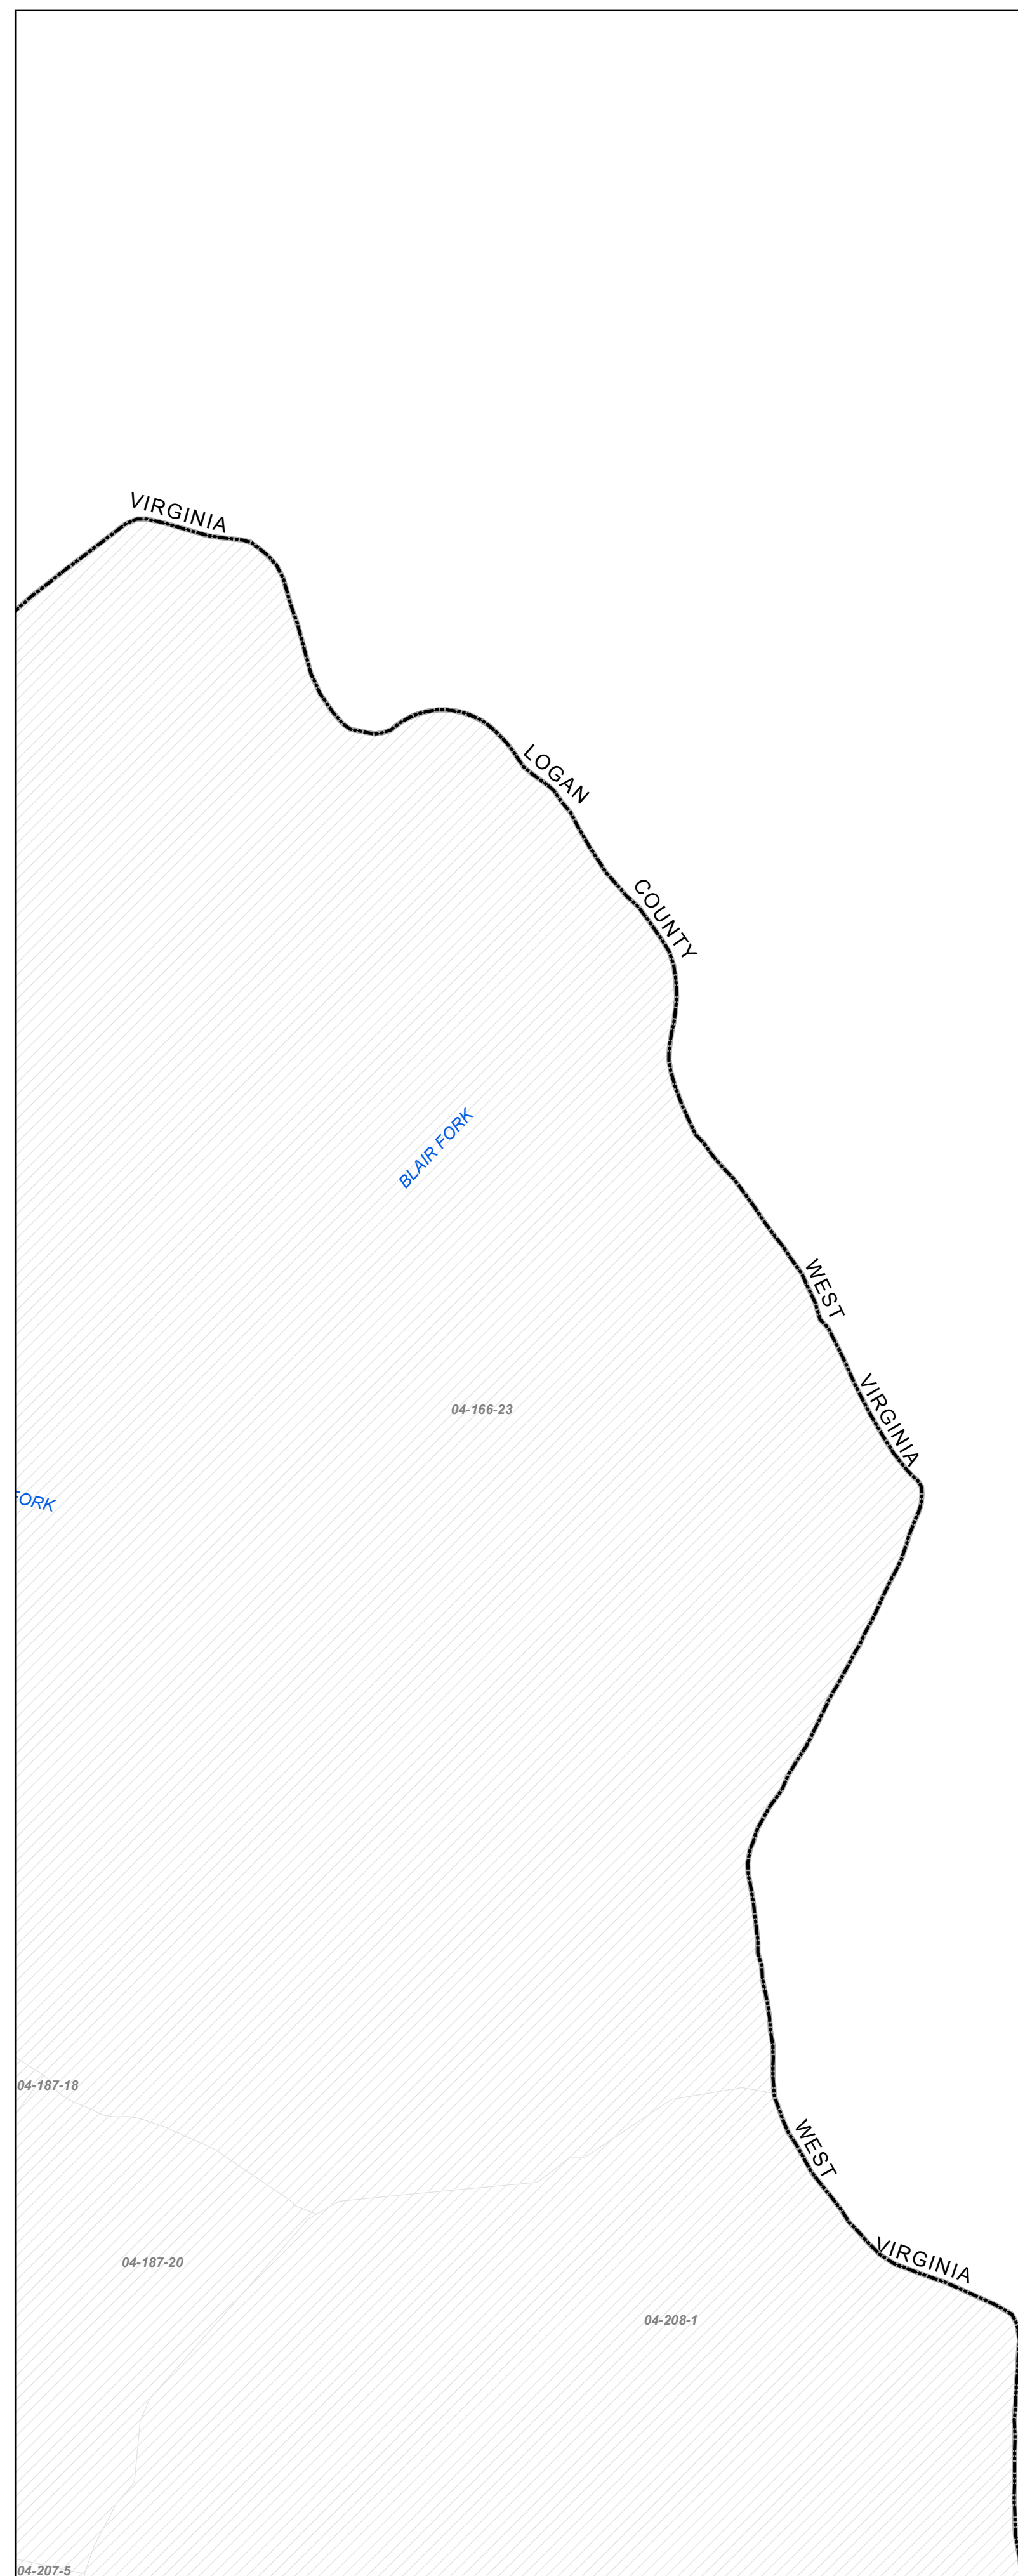 VIRGINIA
LOGAN
COUNTY
BLAIR FORK
WEST
VIRGINIA
04-166-23
FORK
04-187-18
WEST
VIRGINIA
04-187-20
04-208-1
04-207-5